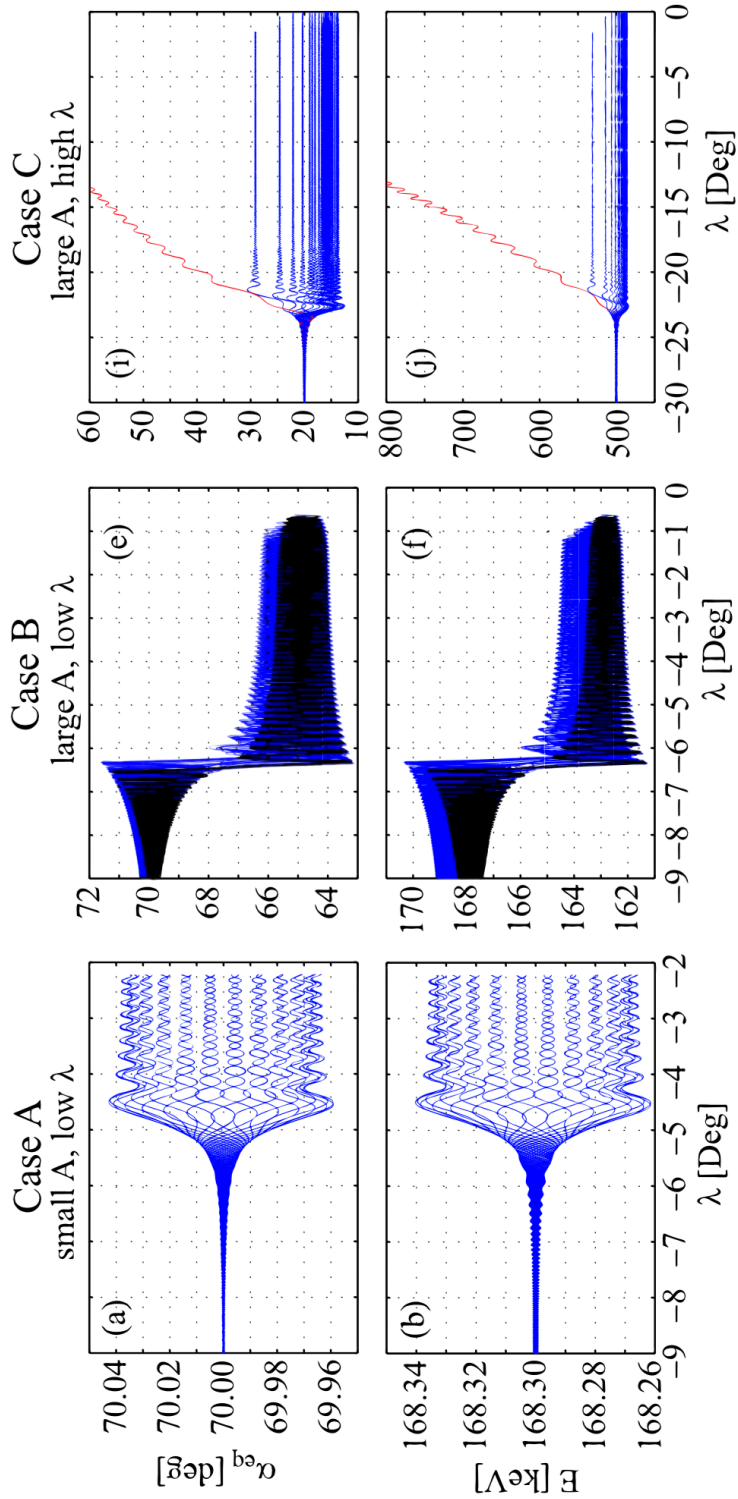 Case A
small A, low λ
Case B
large A, low λ
Case C
large A, high λ
(a)
70.04
70.02
70.00
69.98
69.96
α_eq [deg]
(e)
72
70
68
66
64
(i)
60
50
40
30
20
10
(b)
168.34
168.32
168.30
168.28
168.26
E [keV]
−9 −8 −7 −6 −5 −4 −3 −2
λ [Deg]
(f)
170
168
166
164
162
−9 −8 −7 −6 −5 −4 −3 −2 −1 0
λ [Deg]
(j)
800
700
600
500
−30 −25 −20 −15 −10 −5 0
λ [Deg]